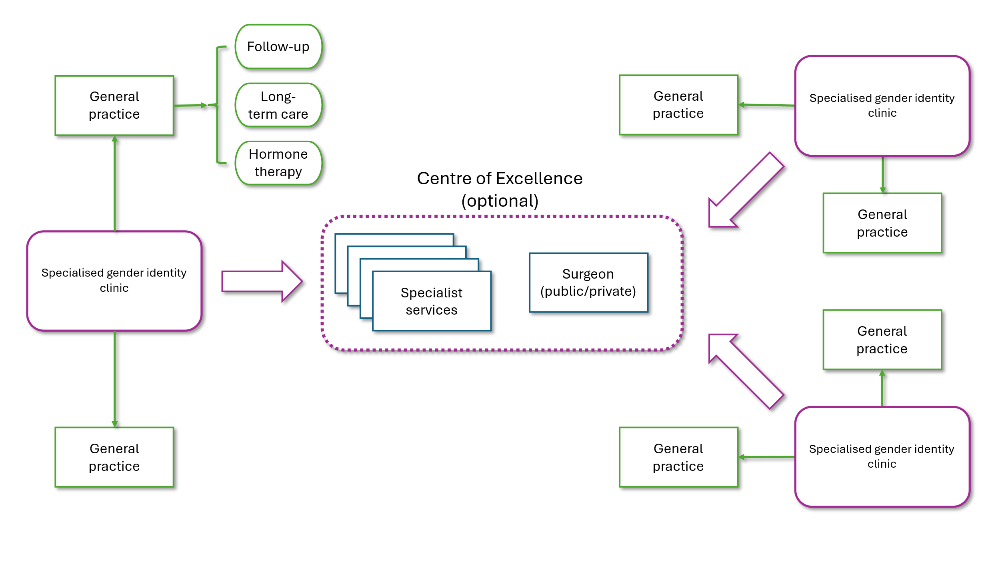 Follow-up
General
practice
Long-
term care
Hormone
therapy
General
practice
Specialised gender identity
clinic
Centre of Excellence
(optional)
General
practice
Specialised gender identity
clinic
Specialist
services
Surgeon
(public/private)
General
practice
General
practice
General
practice
Specialised gender identity
clinic